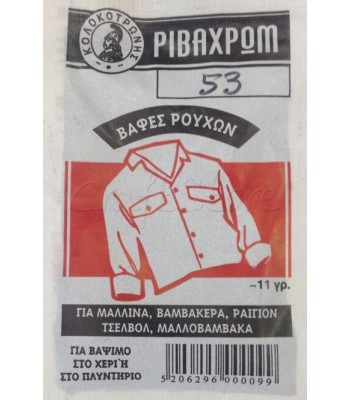 ΚΟΛΟΚΟΤΡΩΝΗΣ
ΡΙΒΑΧΡΩΜ
53
ΒΑΦΕΣ ΡΟΥΧΩΝ
~11 γρ.
ΓΙΑ ΜΑΛΛΙΝΑ, ΒΑΜΒΑΚΕΡΑ, ΡΑΙΓΙΟΝ
ΤΣΕΛΒΟΛ, ΜΑΛΛΟΒΑΜΒΑΚΑ
ΓΙΑ ΒΑΨΙΜΟ
ΣΤΟ ΧΕΡΙ Ή
ΣΤΟ ΠΛΥΝΤΗΡΙΟ
5 206296 000099